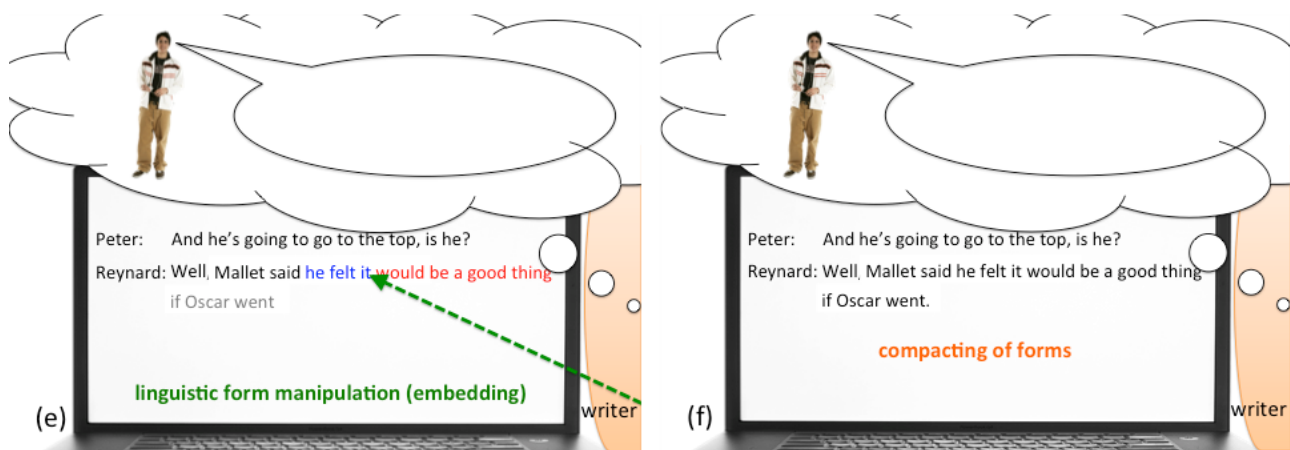 Peter: And he's going to go to the top, is he?
Reynard: Well, Mallet said he felt it would be a good thing
if Oscar went
linguistic form manipulation (embedding)
(e)
writer
Peter: And he's going to go to the top, is he?
Reynard: Well, Mallet said he felt it would be a good thing
if Oscar went.
compacting of forms
(f)
writer